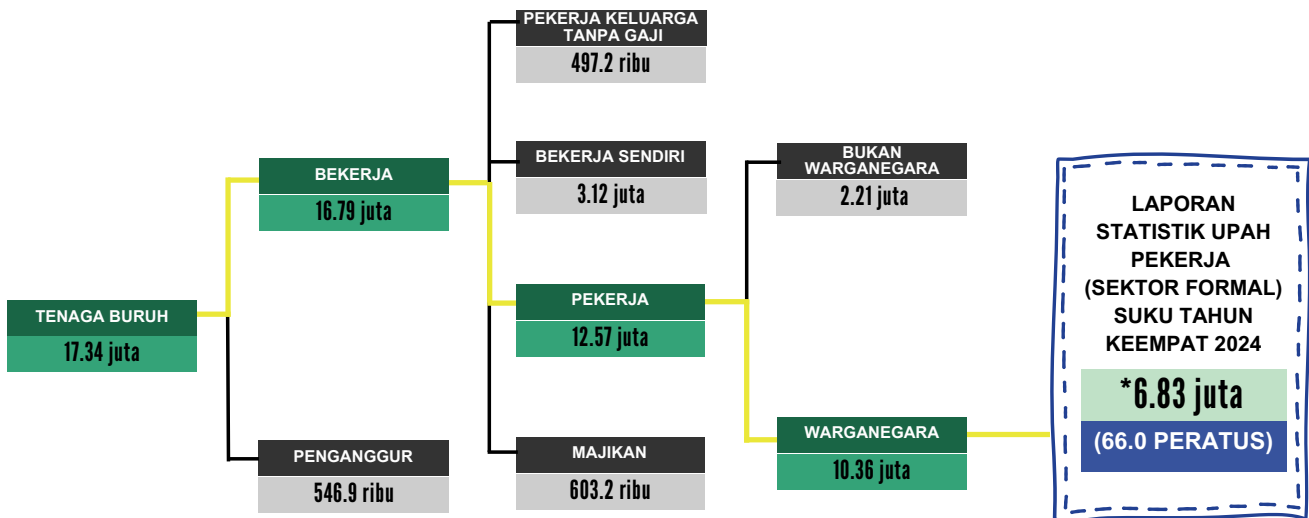 PEKERJA KELUARGA
TANPA GAJI
497.2 ribu
BEKERJA
16.79 juta
BEKERJA SENDIRI
3.12 juta
BUKAN
WARGANEGARA
2.21 juta
TENAGA BURUH
17.34 juta
PEKERJA
12.57 juta
PENGANGGUR
546.9 ribu
MAJIKAN
603.2 ribu
WARGANEGARA
10.36 juta
LAPORAN
STATISTIK UPAH
PEKERJA
(SEKTOR FORMAL)
SUKU TAHUN
KEEMPAT 2024
*6.83 juta
(66.0 PERATUS)